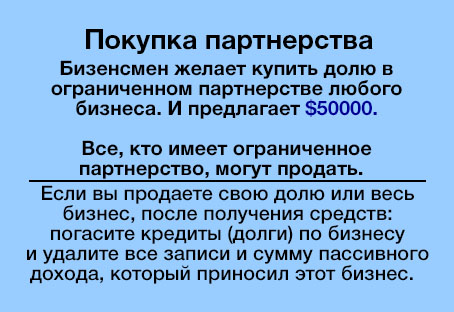 Покупка партнерства
Бизенсмен желает купить долю в
ограниченном партнерстве любого
бизнеса. И предлагает $50000.
Все, кто имеет ограниченное
партнерство, могут продать.
Если вы продаете свою долю или весь
бизнес, после получения средств:
погасите кредиты (долги) по бизнесу
и удалите все записи и сумму пассивного
дохода, который приносил этот бизнес.